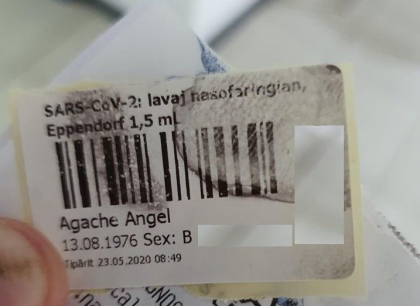 SARS-CoV-2: lavaj nasofaringian,
Eppendorf 1,5 mL
Agache Angel
13.08.1976 Sex: B
Tipărit 23.05.2020 08:49